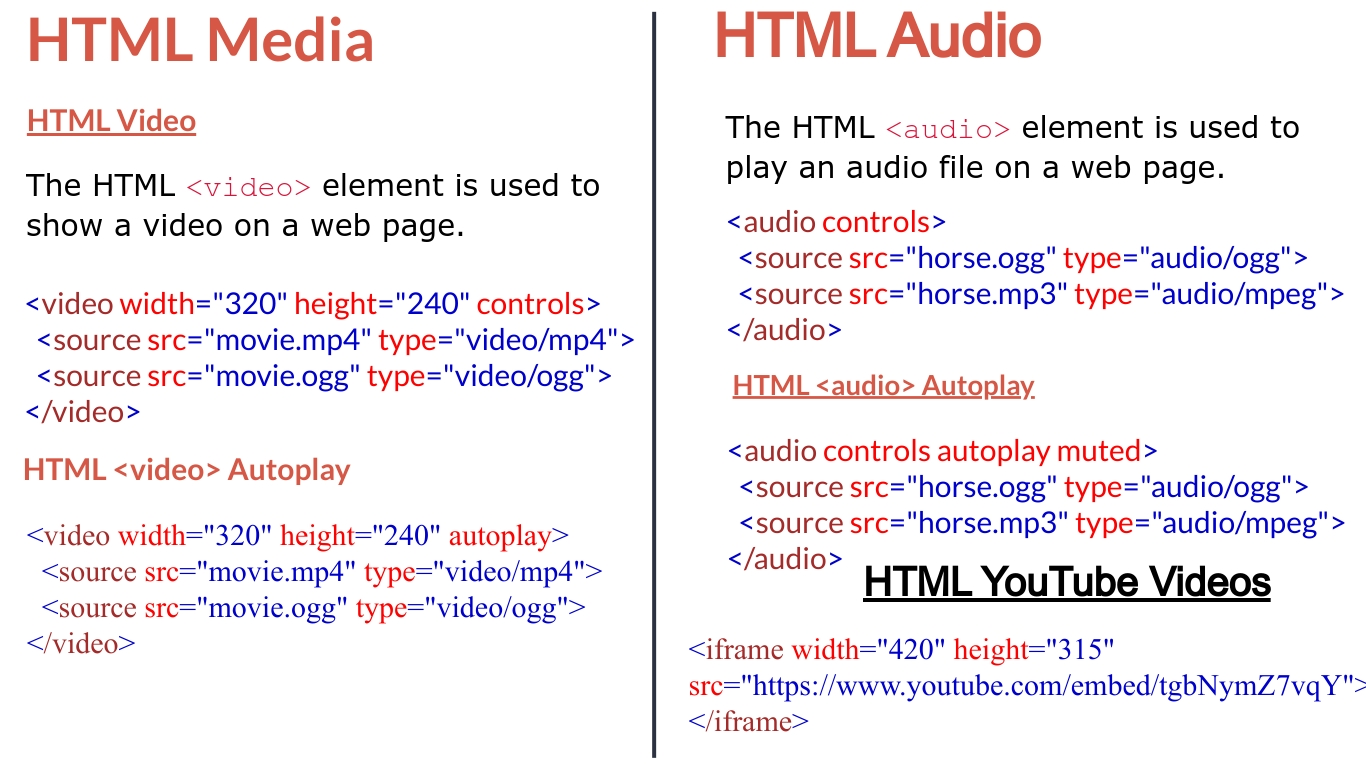 HTML Media
HTML Video
The HTML <video> element is used to
show a video on a web page.
<video width="320" height="240" controls>
<source src="movie.mp4" type="video/mp4">
<source src="movie.ogg" type="video/ogg">
</video>
HTML <video> Autoplay
<video width="320" height="240" autoplay>
<source src="movie.mp4" type="video/mp4">
<source src="movie.ogg" type="video/ogg">
</video>
HTML Audio
The HTML <audio> element is used to
play an audio file on a web page.
<audio controls>
<source src="horse.ogg" type="audio/ogg">
<source src="horse.mp3" type="audio/mpeg">
</audio>
HTML <audio> Autoplay
<audio controls autoplay muted>
<source src="horse.ogg" type="audio/ogg">
<source src="horse.mp3" type="audio/mpeg">
</audio>
HTML YouTube Videos
<iframe width="420" height="315"
src="https://www.youtube.com/embed/tgbNymZ7vqY">
</iframe>